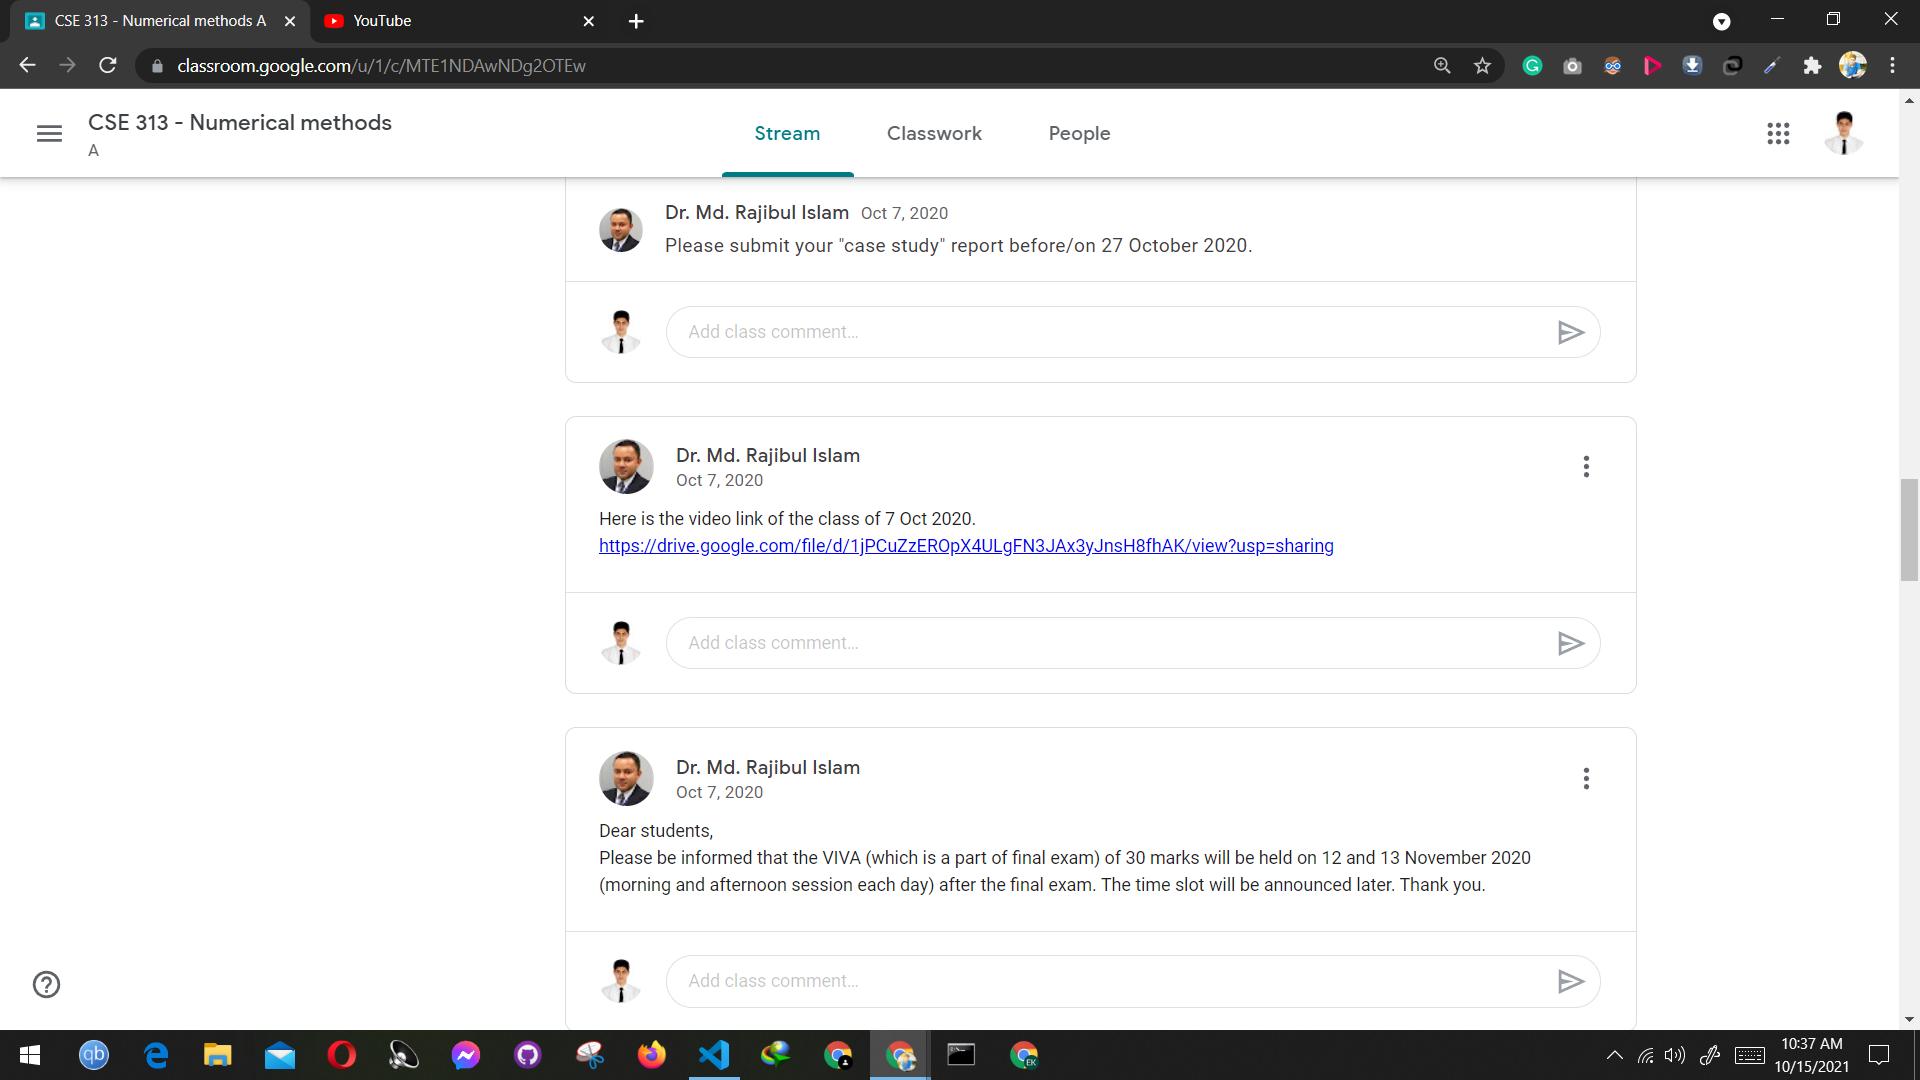 CSE 313 - Numerical methods A
YouTube
classroom.google.com/u/1/c/MTE1NDAwNDg2OTEw
CSE 313 - Numerical methods
A
Stream
Classwork
People
Dr. Md. Rajibul Islam Oct 7, 2020
Please submit your "case study" report before/on 27 October 2020.
Add class comment...
Dr. Md. Rajibul Islam
Oct 7, 2020
Here is the video link of the class of 7 Oct 2020.
https://drive.google.com/file/d/1jPCuZzEROpX4ULgFN3JAx3yJnsH8fhAK/view?usp=sharing
Add class comment...
Dr. Md. Rajibul Islam
Oct 7, 2020
Dear students,
Please be informed that the VIVA (which is a part of final exam) of 30 marks will be held on 12 and 13 November 2020
(morning and afternoon session each day) after the final exam. The time slot will be announced later. Thank you.
Add class comment...
qb
EK
10:37 AM
10/15/2021